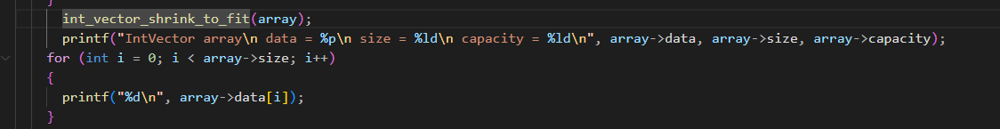 }
int_vector_shrink_to_fit(array);
printf("IntVector array\n data = %p\n size = %ld\n capacity = %ld\n", array->data, array->size, array->capacity);
for (int i = 0; i < array->size; i++)
{
printf("%d\n", array->data[i]);
}